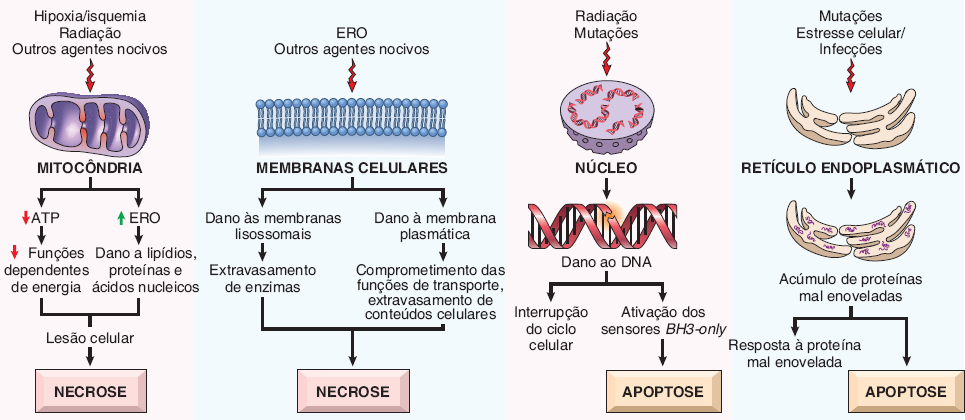 Hipoxia/isquemia
Radiação
Outros agentes nocivos
MITOCÔNDRIA
ATP
ERO
Funções
dependentes
de energia
Dano a lipídios,
proteínas e
ácidos nucleicos
Lesão celular
NECROSE
ERO
Outros agentes nocivos
MEMBRANAS CELULARES
Dano às membranas
lisossomais
Dano à membrana
plasmática
Extravasamento
de enzimas
Comprometimento das
funções de transporte,
extravasamento de
conteúdos celulares
NECROSE
Radiação
Mutações
NÚCLEO
Dano ao DNA
Interrupção
do ciclo
celular
Ativação dos
sensores BH3-only
APOPTOSE
Mutações
Estresse celular/
Infecções
RETÍCULO ENDOPLASMÁTICO
Acúmulo de proteínas
mal enoveladas
Resposta à proteína
mal enovelada
APOPTOSE